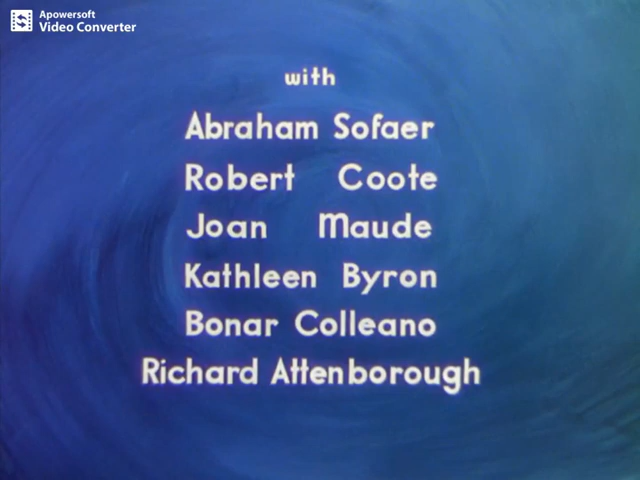 Apowersoft
Video Converter
with
Abraham Sofaer
Robert Coote
Joan Maude
Kathleen Byron
Bonar Colleano
Richard Attenborough